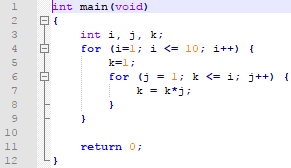 1 int main(void)
2 {
3 int i, j, k;
4 for (i=1; i <= 10; i++) {
5 k=1;
6 for (j = 1; k <= i; j++) {
7 k = k*j;
8 }
9 }
10
11 return 0;
12 }